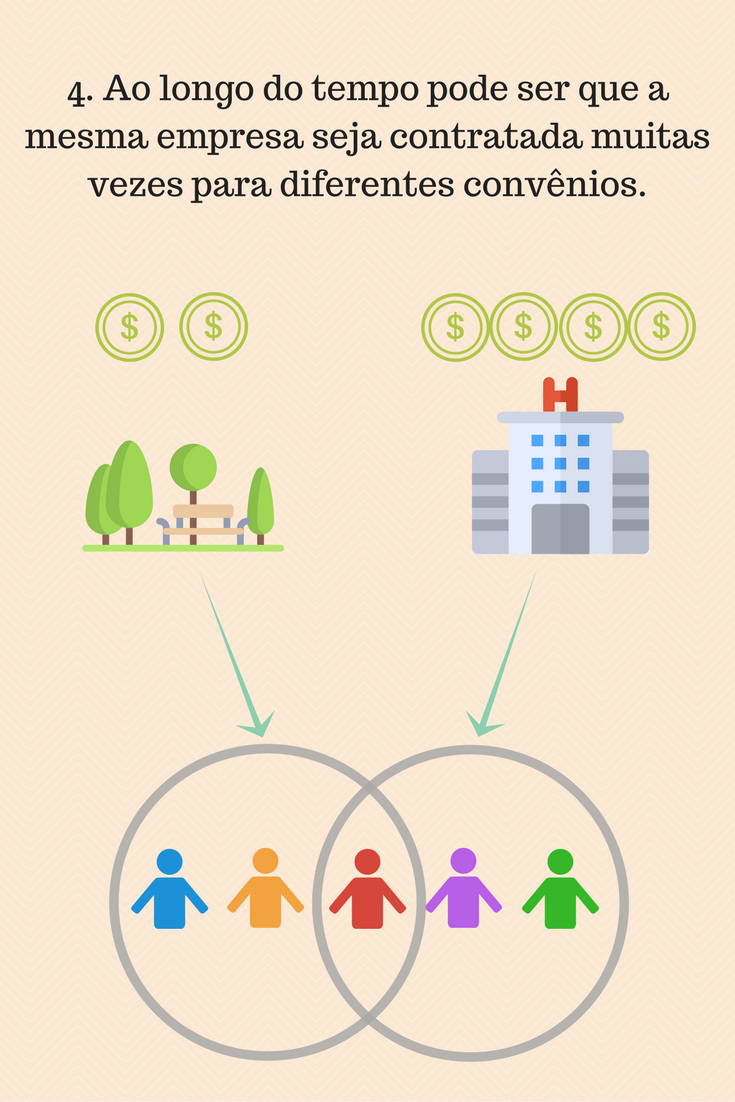 4. Ao longo do tempo pode ser que a
mesma empresa seja contratada muitas
vezes para diferentes convênios.
$ $ $ $ $ $